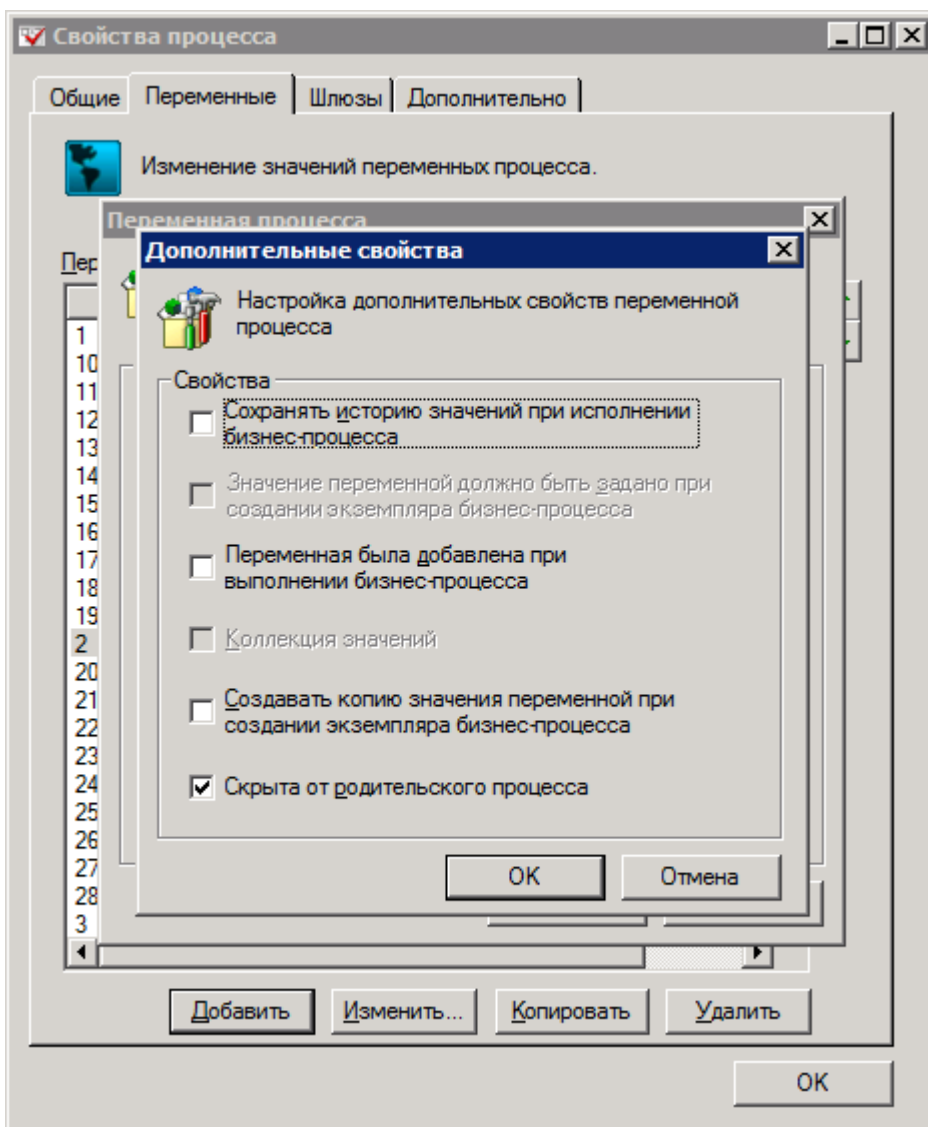 Свойства процесса
Общие
Переменные
Шлюзы
Дополнительно
Изменение значений переменных процесса.
Переменная процесса
Дополнительные свойства
Настройка дополнительных свойств переменной
процесса
Свойства
Сохранять историю значений при исполнении
бизнес-процесса
Значение переменной должно быть задано при
создании экземпляра бизнес-процесса
Переменная была добавлена при
выполнении бизнес-процесса
Коллекция значений
Создавать копию значения переменной при
создании экземпляра бизнес-процесса
Скрыта от родительского процесса
OK
Отмена
Пер
1
10
11
12
13
14
15
16
17
18
19
2
20
21
22
23
24
25
26
27
28
3
Добавить
Изменить...
Копировать
Удалить
OK